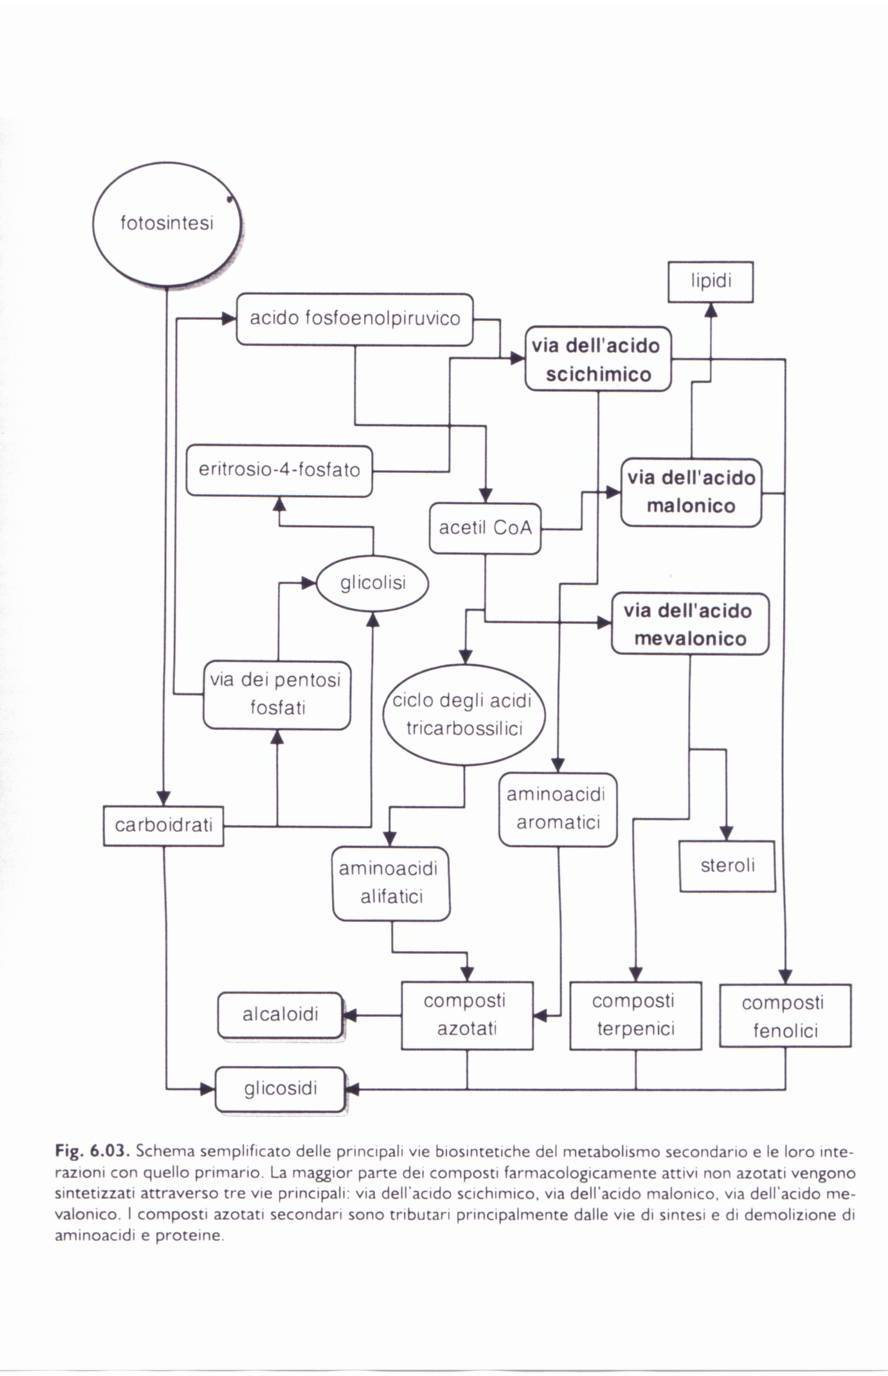 fotosintesi
lipidi
acido fosfoenolpiruvico
via dell'acido
scichimico
eritrosio-4-fosfato
via dell'acido
malonico
acetil CoA
glicolisi
via dell'acido
mevalonico
via dei pentosi
fosfati
ciclo degli acidi
tricarbossilici
aminoacidi
aromatici
carboidrati
aminoacidi
alifatici
steroli
alcaloidi
composti
azotati
composti
terpenici
composti
fenolici
glicosidi
Fig. 6.03. Schema semplificato delle principali vie biosintetiche del metabolismo secondario e le loro inte-
razioni con quello primario. La maggior parte dei composti farmacologicamente attivi non azotati vengono
sintetizzati attraverso tre vie principali: via dell'acido scichimico, via dell'acido malonico, via dell'acido me-
valonico. I composti azotati secondari sono tributari principalmente dalle vie di sintesi e di demolizione di
aminoacidi e proteine.